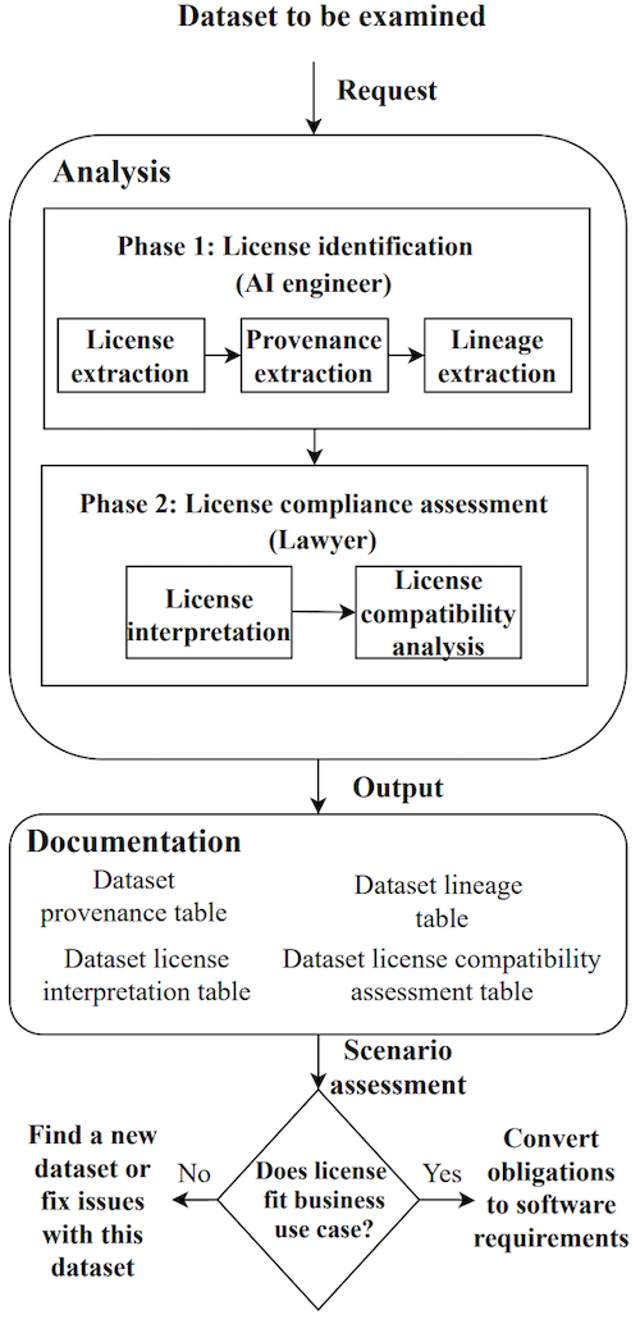 Dataset to be examined
Request
Analysis
Phase 1: License identification
(AI engineer)
License
extraction
Provenance
extraction
Lineage
extraction
Phase 2: License compliance assessment
(Lawyer)
License
interpretation
License
compatibility
analysis
Output
Documentation
Dataset
provenance table
Dataset lineage
table
Dataset license
interpretation table
Dataset license compatibility
assessment table
Scenario
assessment
Find a new
dataset or
fix issues
with this
dataset
No
Does license
fit business
use case?
Yes
Convert
obligations
to software
requirements